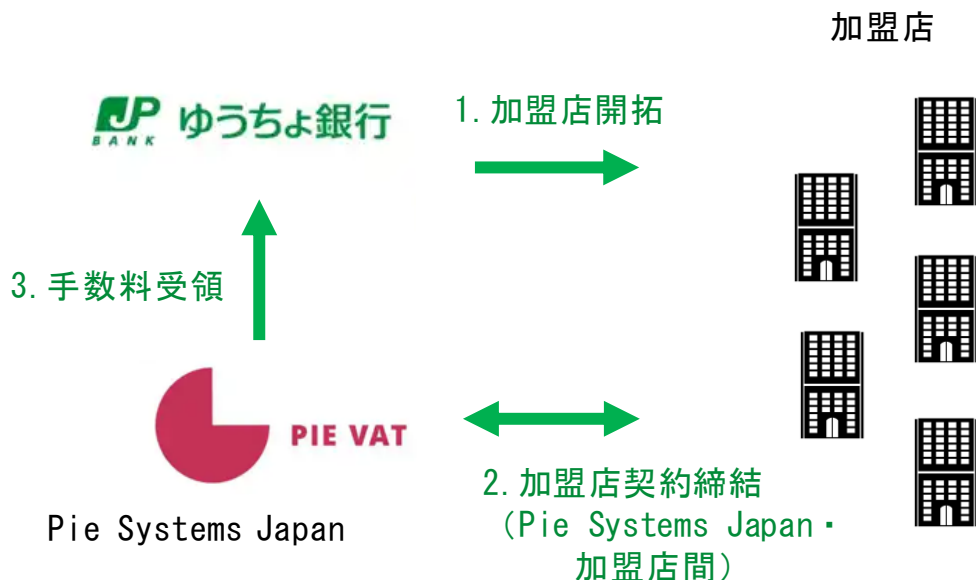 加盟店
JP
BANK
ゆうちょ銀行
1.加盟店開拓
3.手数料受領
PIE VAT
Pie Systems Japan
2.加盟店契約締結
(Pie Systems Japan・
加盟店間)